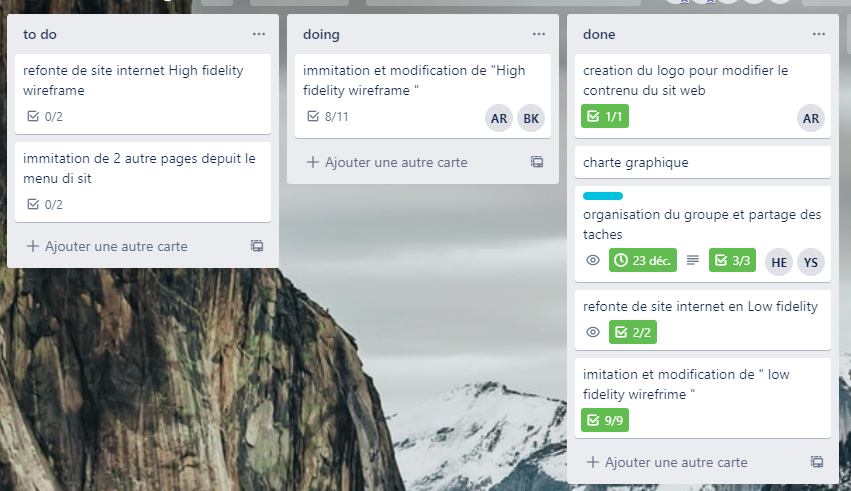 to do
refonte de site internet High fidelity
wireframe
0/2
immitation de 2 autre pages depuit le
menu di sit
0/2
Ajouter une autre carte
doing
immitation et modification de "High
fidelity wireframe "
8/11
AR BK
Ajouter une autre carte
done
creation du logo pour modifier le
contrenu du sit web
1/1
AR
charte graphique
organisation du groupe et partage des
taches
23 déc. 3/3 HE YS
refonte de site internet en Low fidelity
2/2
imitation et modification de " low
fidelity wirefrime "
9/9
Ajouter une autre carte